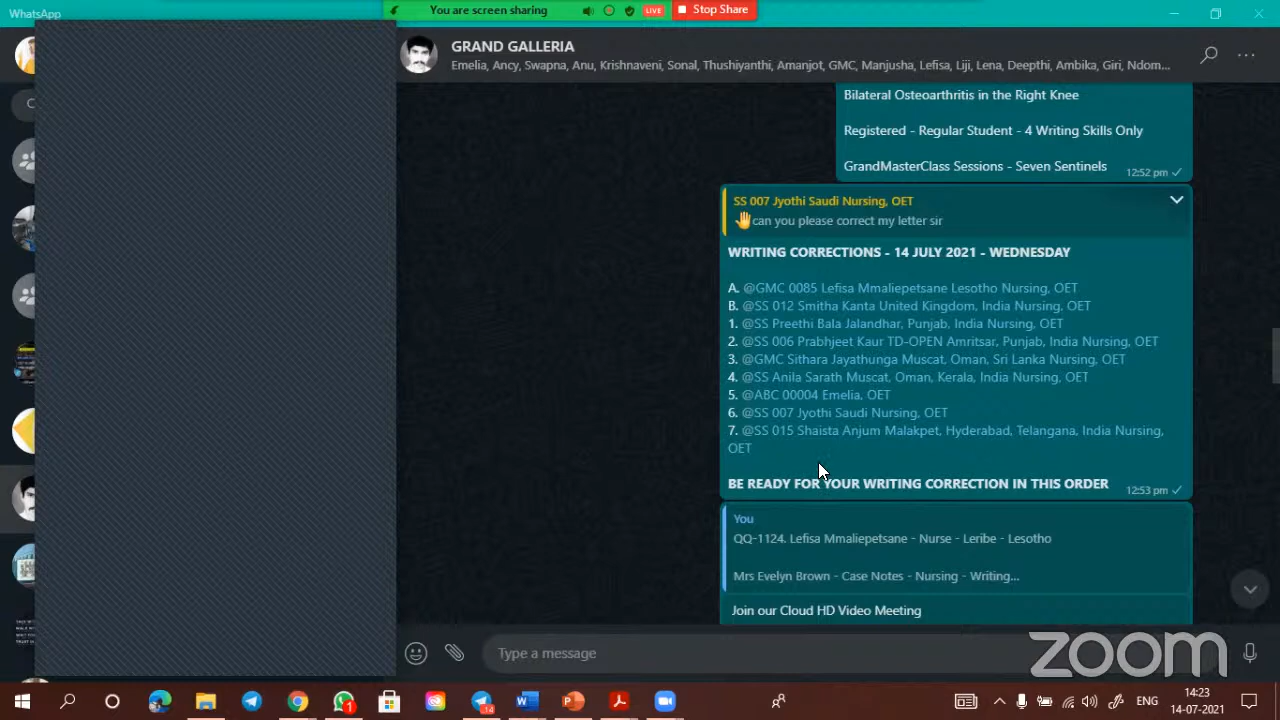 WhatsApp
You are screen sharing
LIVE
Stop Share
GRAND GALLERIA
Emelia, Ancy, Swapna, Anu, Krishnaveni, Sonal, Thushiyanthi, Amanjot, GMC, Manjusha, Lefisa, Liji, Lena, Deepthi, Ambika, Giri, Ndom...
Bilateral Osteoarthritis in the Right Knee
Registered - Regular Student - 4 Writing Skills Only
GrandMasterClass Sessions - Seven Sentinels
12:52 pm
SS 007 Jyothi Saudi Nursing, OET
can you please correct my letter sir
WRITING CORRECTIONS - 14 JULY 2021 - WEDNESDAY
A. @GMC 0085 Lefisa Mmaliepetsane Lesotho Nursing, OET
B. @SS 012 Smitha Kanta United Kingdom, India Nursing, OET
1. @SS Preethi Bala Jalandhar, Punjab, India Nursing, OET
2. @SS 006 Prabhjeet Kaur TD-OPEN Amritsar, Punjab, India Nursing, OET
3. @GMC Sithara Jayathunga Muscat, Oman, Sri Lanka Nursing, OET
4. @SS Anila Sarath Muscat, Oman, Kerala, India Nursing, OET
5. @ABC 00004 Emelia, OET
6. @SS 007 Jyothi Saudi Nursing, OET
7. @SS 015 Shaista Anjum Malakpet, Hyderabad, Telangana, India Nursing,
OET
BE READY FOR YOUR WRITING CORRECTION IN THIS ORDER
12:53 pm
You
QQ-1124. Lefisa Mmaliepetsane - Nurse - Leribe - Lesotho
Mrs Evelyn Brown - Case Notes - Nursing - Writing...
Join our Cloud HD Video Meeting
Type a message
zoom
ENG
14:23
14-07-2021
14
1